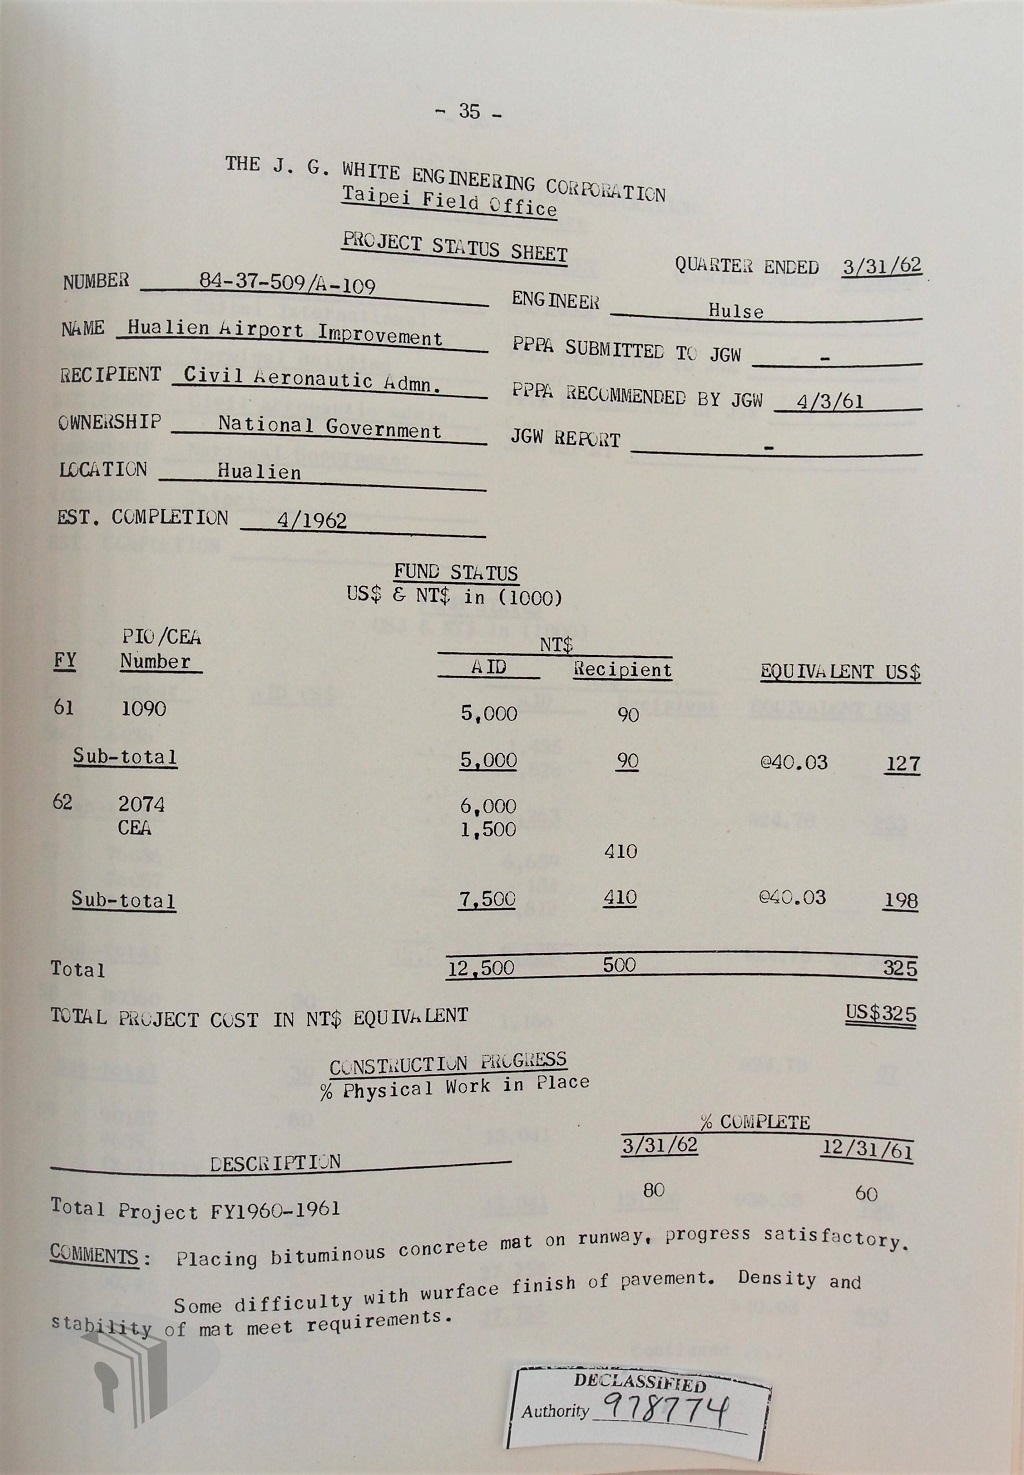 - 35 -
THE J. G. WHITE ENGINEERING CORPORATION
Taipei Field Office
PROJECT STATUS SHEET
QUARTER ENDED 3/31/62
NUMBER 84-37-509/A-109
ENGINEER Hulse
NAME Hualien Airport Improvement
PPPA SUBMITTED TO JGW -
RECIPIENT Civil Aeronautic Admn.
PPPA RECOMMENDED BY JGW 4/3/61
OWNERSHIP National Government
JGW REPORT -
LOCATION Hualien
EST. COMPLETION 4/1962
FUND STATUS
US$ & NT$ in (1000)
PIO/CEA NT$
FY Number AID Recipient EQUIVALENT US$
61 1090 5,000 90
Sub-total 5,000 90 @40.03 127
62 2074 6,000
CEA 1,500
410
Sub-total 7,500 410 @40.03 198
Total 12,500 500 325
TOTAL PROJECT COST IN NT$ EQUIVALENT US$325
CONSTRUCTION PROGRESS
% Physical Work in Place
% COMPLETE
DESCRIPTION 3/31/62 12/31/61
Total Project FY1960-1961 80 60
COMMENTS: Placing bituminous concrete mat on runway, progress satisfactory.
Some difficulty with wurface finish of pavement. Density and
stability of mat meet requirements.
DECLASSIFIED
Authority 978774